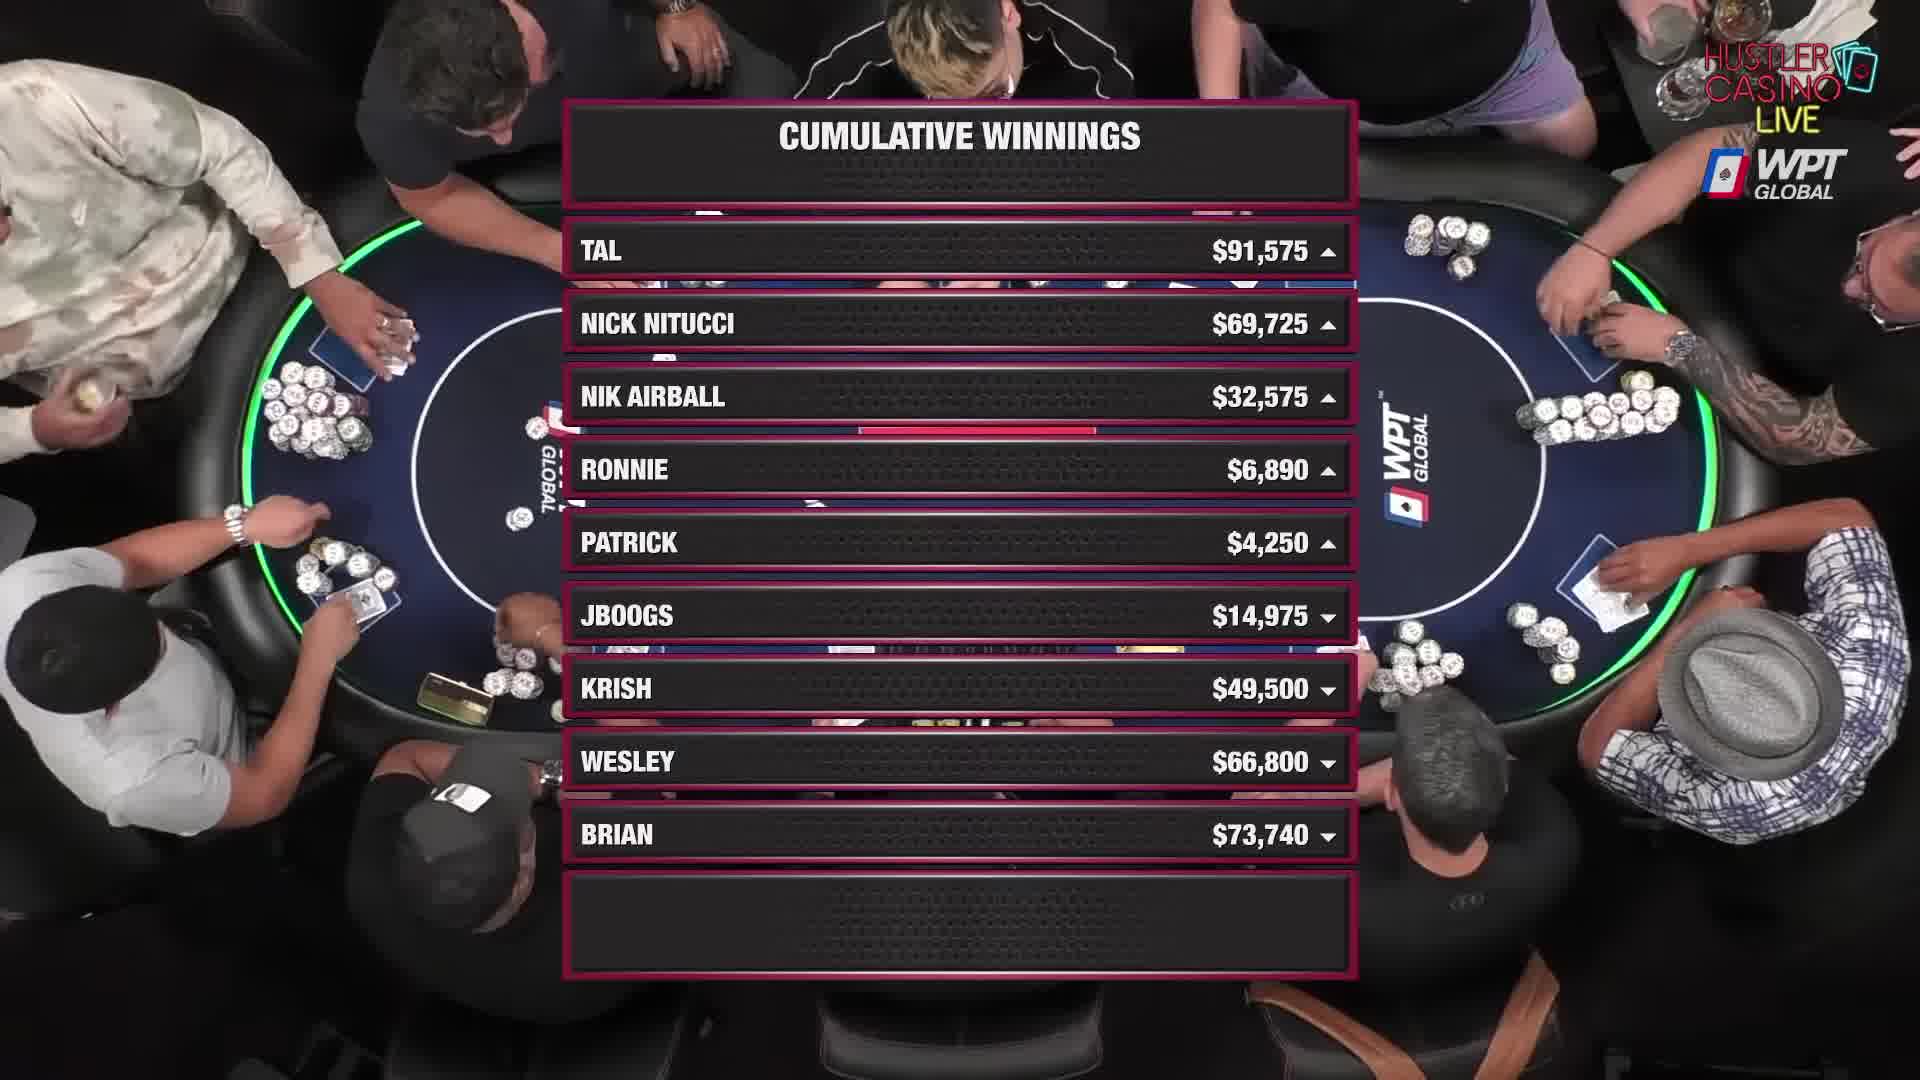 HUSTLER
CASINO
LIVE
WPT
GLOBAL
CUMULATIVE WINNINGS
TAL $91,575
NICK NITUCCI $69,725
NIK AIRBALL $32,575
RONNIE $6,890
PATRICK $4,250
JBOOGS $14,975
KRISH $49,500
WESLEY $66,800
BRIAN $73,740
GLOBAL
WPT
GLOBAL